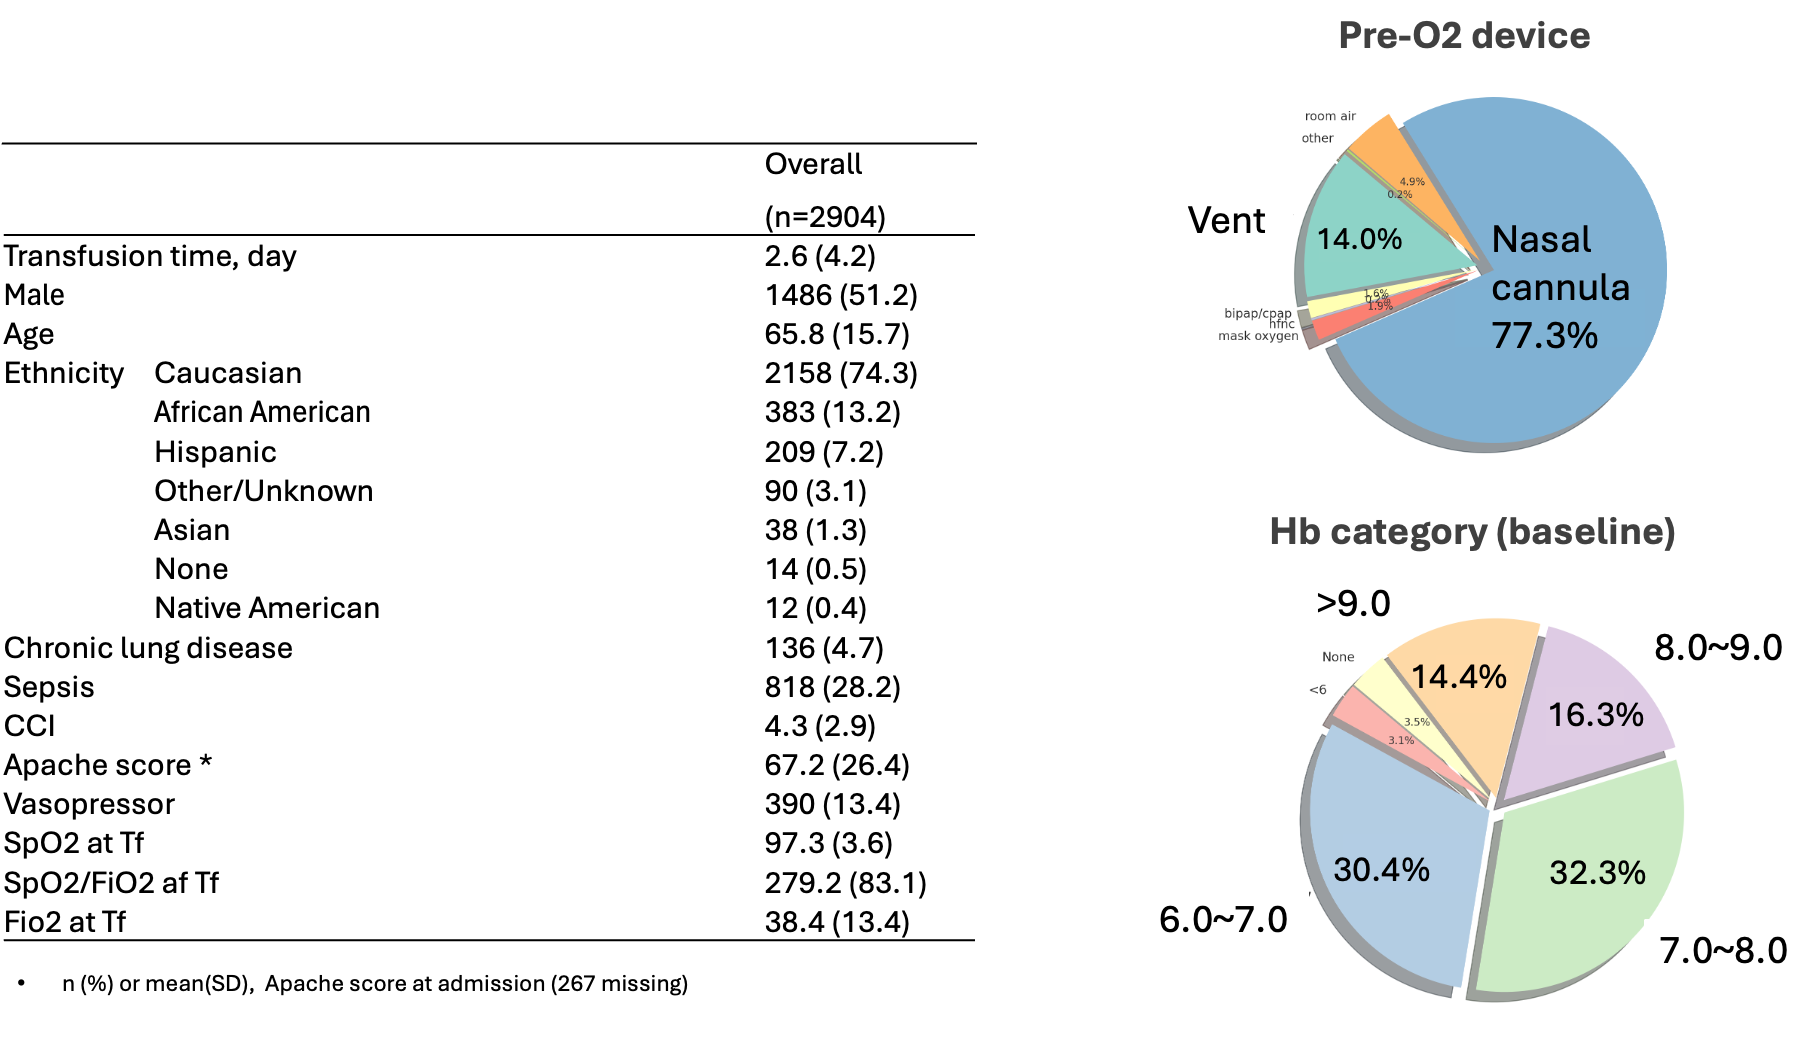 Overall
(n=2904)
Transfusion time, day 2.6 (4.2)
Male 1486 (51.2)
Age 65.8 (15.7)
Ethnicity Caucasian 2158 (74.3)
African American 383 (13.2)
Hispanic 209 (7.2)
Other/Unknown 90 (3.1)
Asian 38 (1.3)
None 14 (0.5)
Native American 12 (0.4)
Chronic lung disease 136 (4.7)
Sepsis 818 (28.2)
CCI 4.3 (2.9)
Apache score * 67.2 (26.4)
Vasopressor 390 (13.4)
SpO2 at Tf 97.3 (3.6)
SpO2/FiO2 af Tf 279.2 (83.1)
Fio2 at Tf 38.4 (13.4)
• n (%) or mean(SD), Apache score at admission (267 missing)
Pre-O2 device
room air
other
4.9%
0.2%
Vent
14.0%
Nasal
cannula
77.3%
1.6%
0.2%
1.9%
bipap/cpap
hfnc
mask oxygen
Hb category (baseline)
>9.0
8.0~9.0
None
<6
14.4%
16.3%
3.5%
3.1%
30.4%
32.3%
6.0~7.0
7.0~8.0